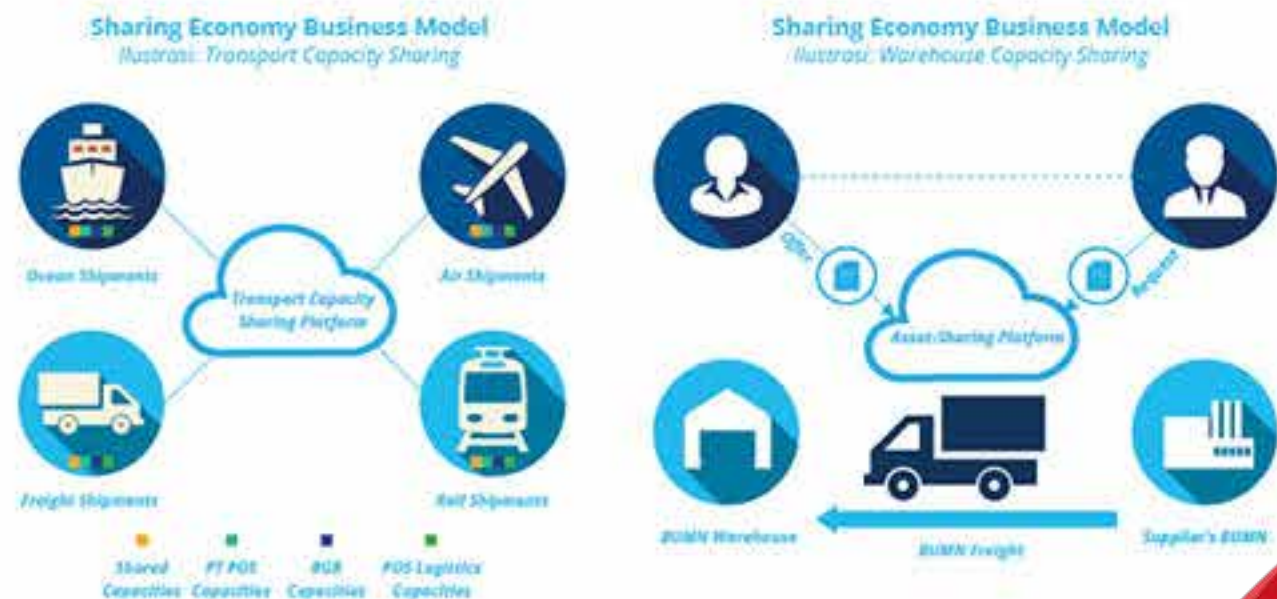 Sharing Economy Business Model
Ilustrasi: Transport Capacity Sharing
Ocean Shipments
Air Shipments
Transport Capacity
Sharing Platform
Freight Shipments
Rail Shipments
Shared
Capacities
PT POS
Capacities
Capacities
POS Logistics
Capacities
Sharing Economy Business Model
Ilustrasi: Warehouse Capacity Sharing
Offer
Request
Asset-Sharing Platform
BUMN Warehouse
BUMN Freight
Supplier's BUMN